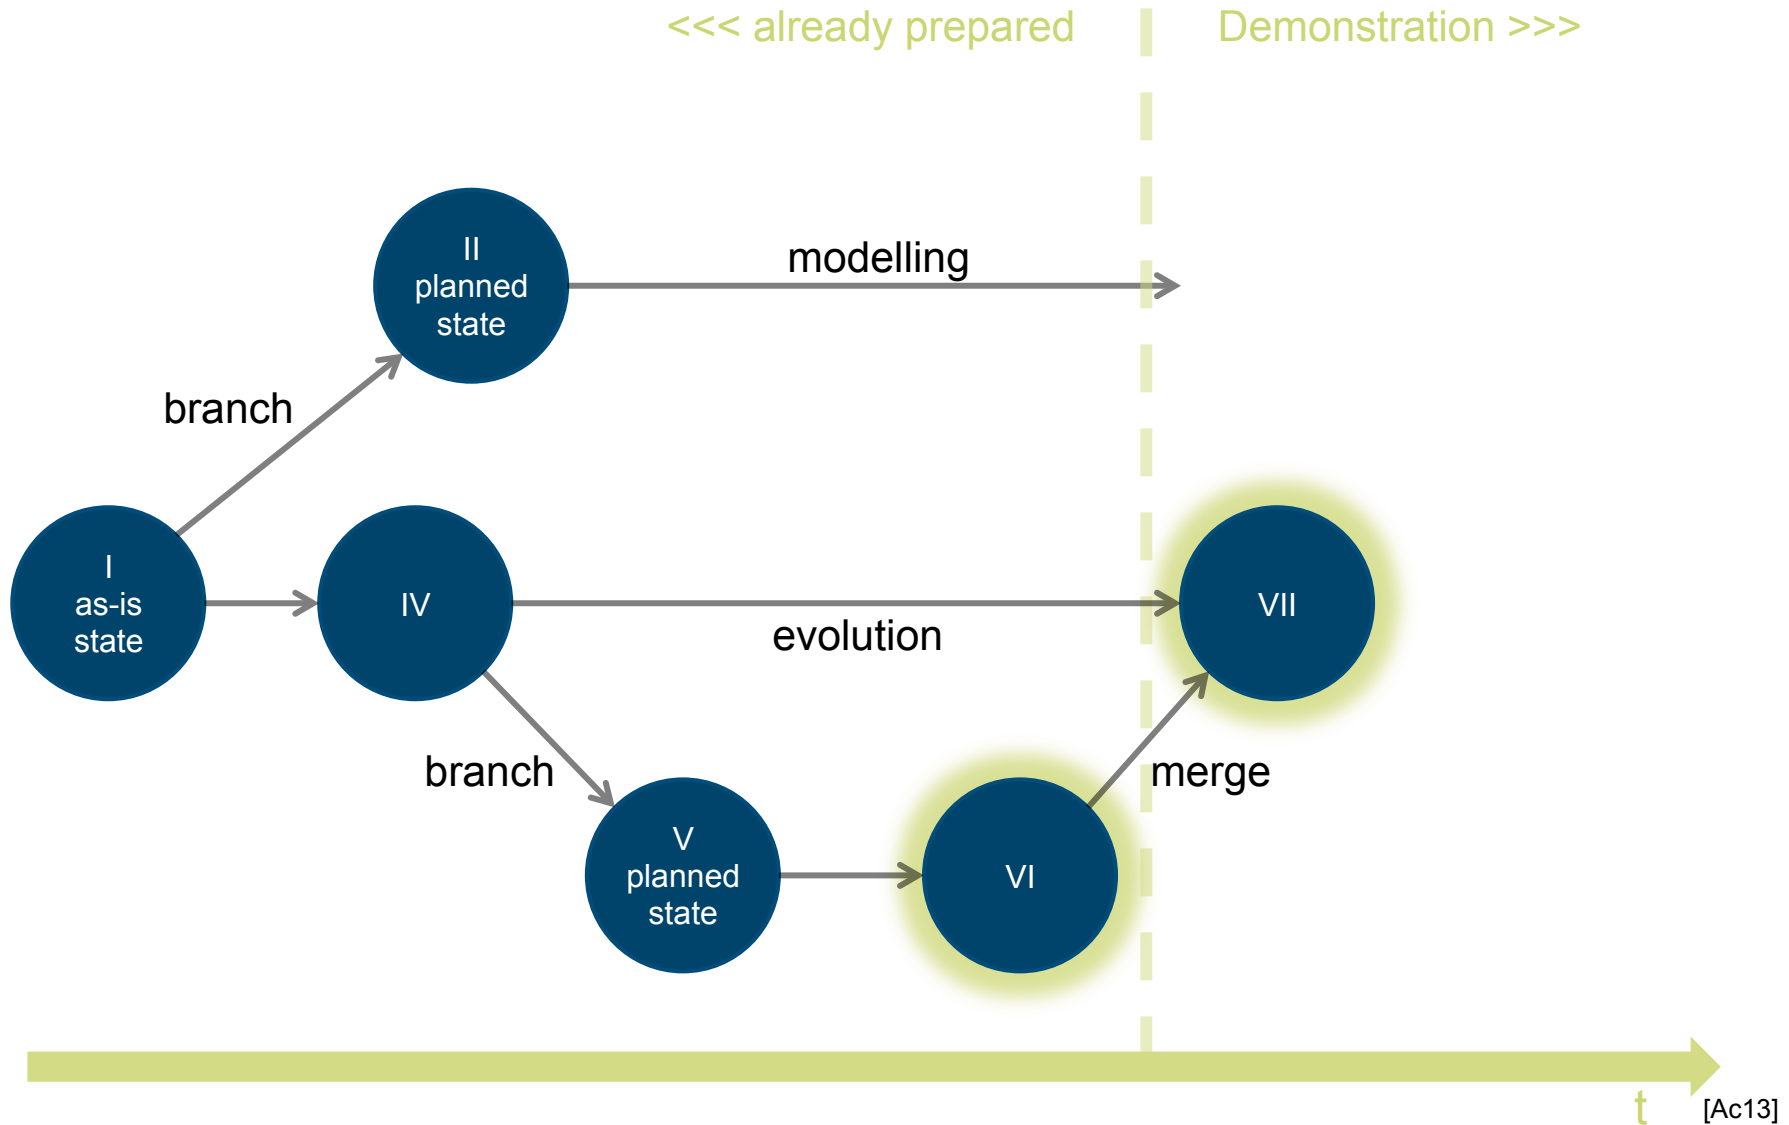 <<< already prepared
Demonstration >>>
II
planned
state
modelling
branch
I
as-is
state
IV
evolution
VII
branch
merge
V
planned
state
VI
t
[Ac13]